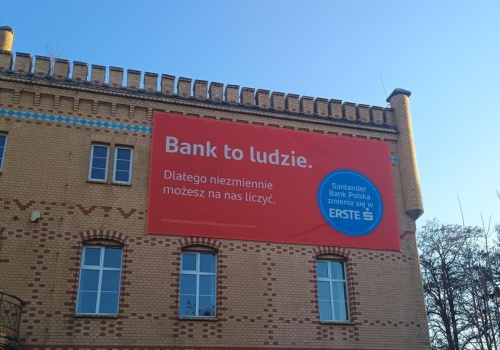 Bank to ludzie.
Dlatego niezmiennie
możesz na nas liczyć.
Santander
Bank Polska
zmienia się w
ERSTE